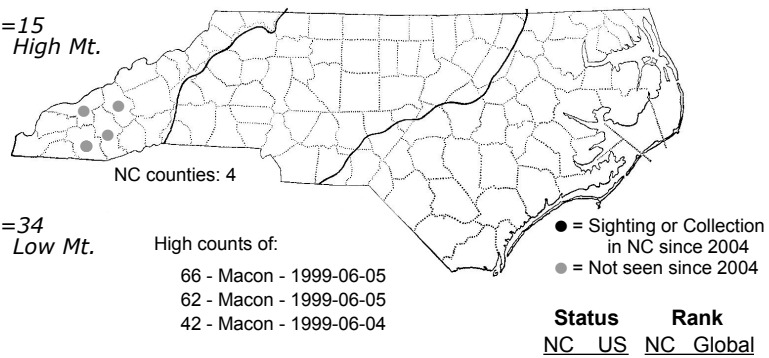 =15
High Mt.
NC counties: 4
=34
Low Mt.
High counts of:
66 - Macon - 1999-06-05
62 - Macon - 1999-06-05
42 - Macon - 1999-06-04
● = Sighting or Collection
in NC since 2004
● = Not seen since 2004
Status Rank
NC US NC Global